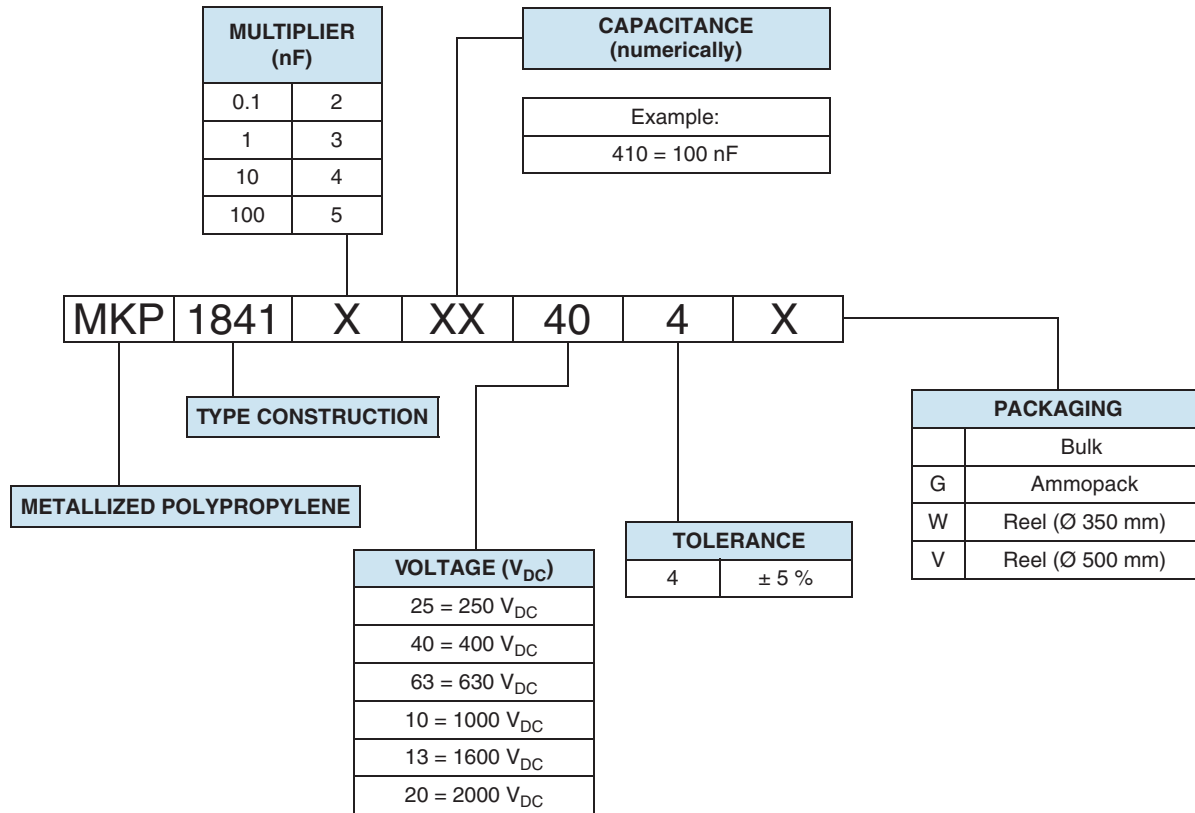 MULTIPLIER
(nF)
0.1 2
1 3
10 4
100 5
CAPACITANCE
(numerically)
Example:
410 = 100 nF
MKP 1841 X XX 40 4 X
TYPE CONSTRUCTION
METALLIZED POLYPROPYLENE
VOLTAGE (VDC)
25 = 250 VDC
40 = 400 VDC
63 = 630 VDC
10 = 1000 VDC
13 = 1600 VDC
20 = 2000 VDC
TOLERANCE
4 ± 5 %
PACKAGING
Bulk
G Ammopack
W Reel (Ø 350 mm)
V Reel (Ø 500 mm)